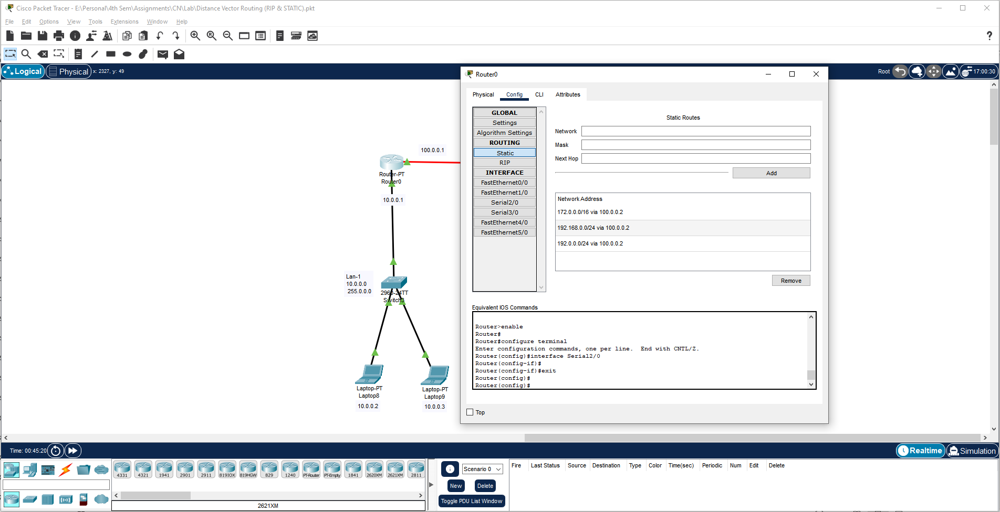 Cisco Packet Tracer - E:\Personal\4th Sem\Assignments\CN\Lab\Distance Vector Routing (RIP & STATIC).pkt
File Edit Options View Tools Extensions Window Help
Logical Physical x: 2327, y: 49
Root 17:00:30
100.0.0.1
Router-PT
Router0
10.0.0.1
Lan-1
10.0.0.0
255.0.0.0
2960-24TT
Switch3
Laptop-PT
Laptop8
10.0.0.2
Laptop-PT
Laptop9
10.0.0.3
Router0
Physical Config CLI Attributes
GLOBAL
Settings
Algorithm Settings
ROUTING
Static
RIP
INTERFACE
FastEthernet0/0
FastEthernet1/0
Serial2/0
Serial3/0
FastEthernet4/0
FastEthernet5/0
Static Routes
Network
Mask
Next Hop
Add
Network Address
172.0.0.0/16 via 100.0.0.2
192.168.0.0/24 via 100.0.0.2
192.0.0.0/24 via 100.0.0.2
Remove
Equivalent IOS Commands
Router>enable
Router#
Router#configure terminal
Enter configuration commands, one per line. End with CNTL/Z.
Router(config)#interface Serial2/0
Router(config-if)#
Router(config-if)#exit
Router(config)#
Router(config)#
Top
Time: 00:45:20
Realtime Simulation
4331 4321 1941 2901 2911 819IOX 819HGW 829 1240 PT-Router PT-Empty 1841 2620XM 2621XM 2811
2621XM
Scenario 0
New Delete
Toggle PDU List Window
Fire Last Status Source Destination Type Color Time(sec) Periodic Num Edit Delete